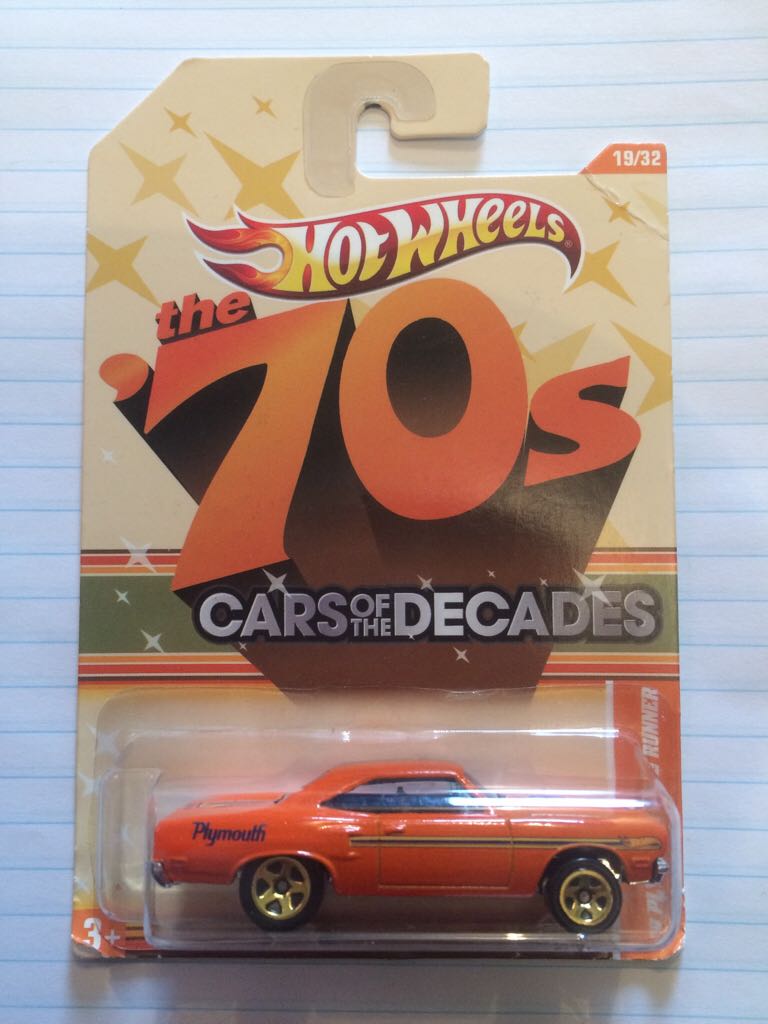 19/32
HOT WHEELS®
the
'70s
CARS OF THE DECADES
RUNNER
Plymouth
3+